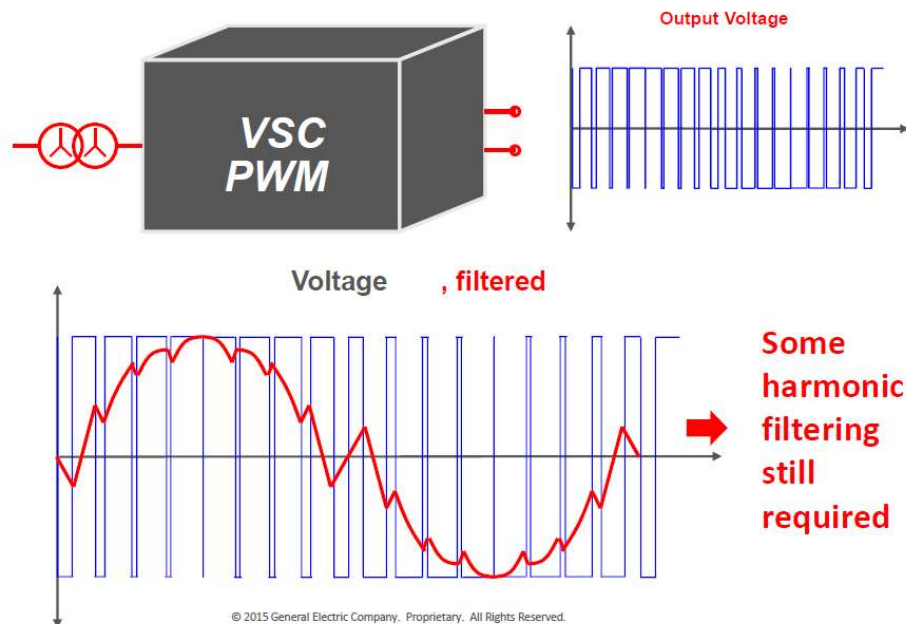 Output Voltage
VSC
PWM
Voltage , filtered
Some
harmonic
filtering
still
required
© 2015 General Electric Company. Proprietary. All Rights Reserved.